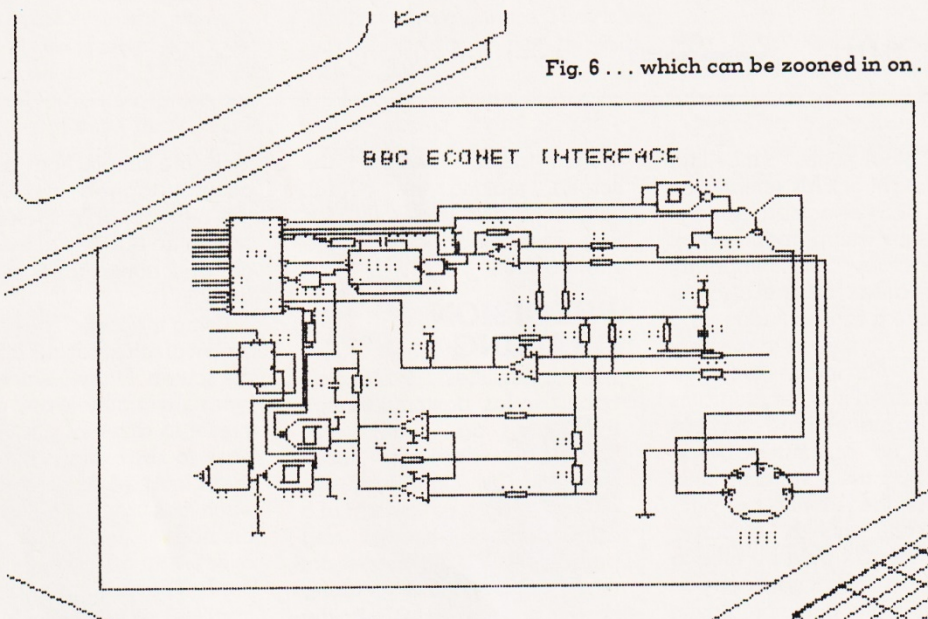 Fig. 6 ... which can be zooned in on.
BBC ECONET INTERFACE